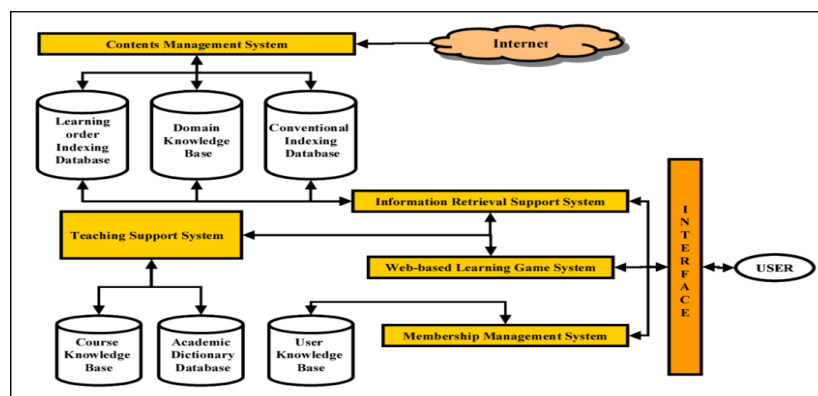 Contents Management System
Internet
Learning
order
Indexing
Database
Domain
Knowledge
Base
Conventional
Indexing
Database
Information Retrieval Support System
Teaching Support System
Web-based Learning Game System
INTERFACE
USER
Course
Knowledge
Base
Academic
Dictionary
Database
User
Knowledge
Base
Membership Management System